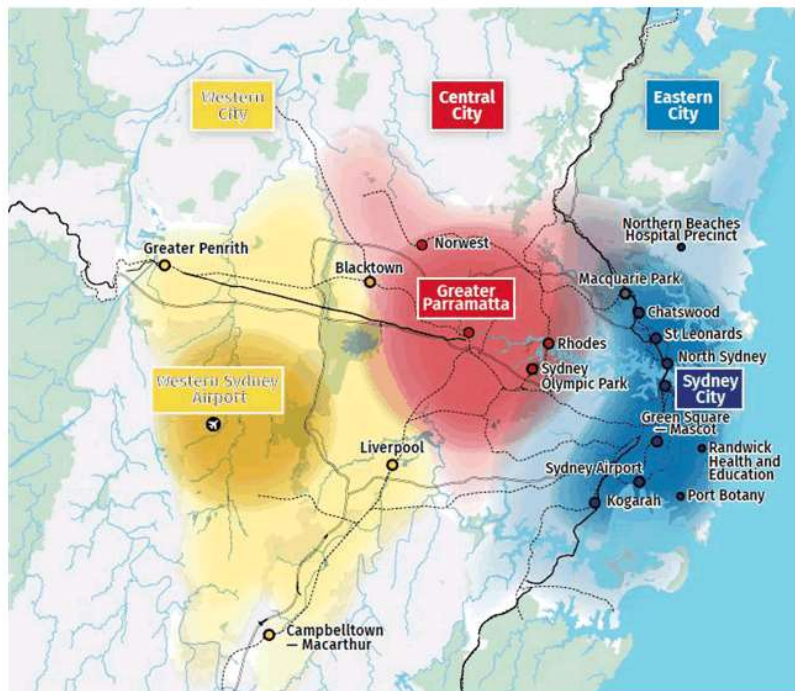 Western
City
Central
City
Eastern
City
Northern Beaches
Hospital Precinct
Greater Penrith
Norwest
Blacktown
Macquarie Park
Greater
Parramatta
Chatswood
St Leonards
Rhodes
North Sydney
Sydney
Olympic Park
Western Sydney
Airport
Sydney
City
Green Square
— Mascot
Liverpool
Randwick
Health and
Education
Sydney Airport
Port Botany
Kogarah
Campbelltown
— Macarthur